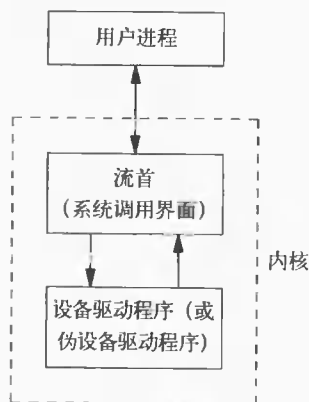 用户进程
流首
(系统调用界面)
内核
设备驱动程序(或
伪设备驱动程序)